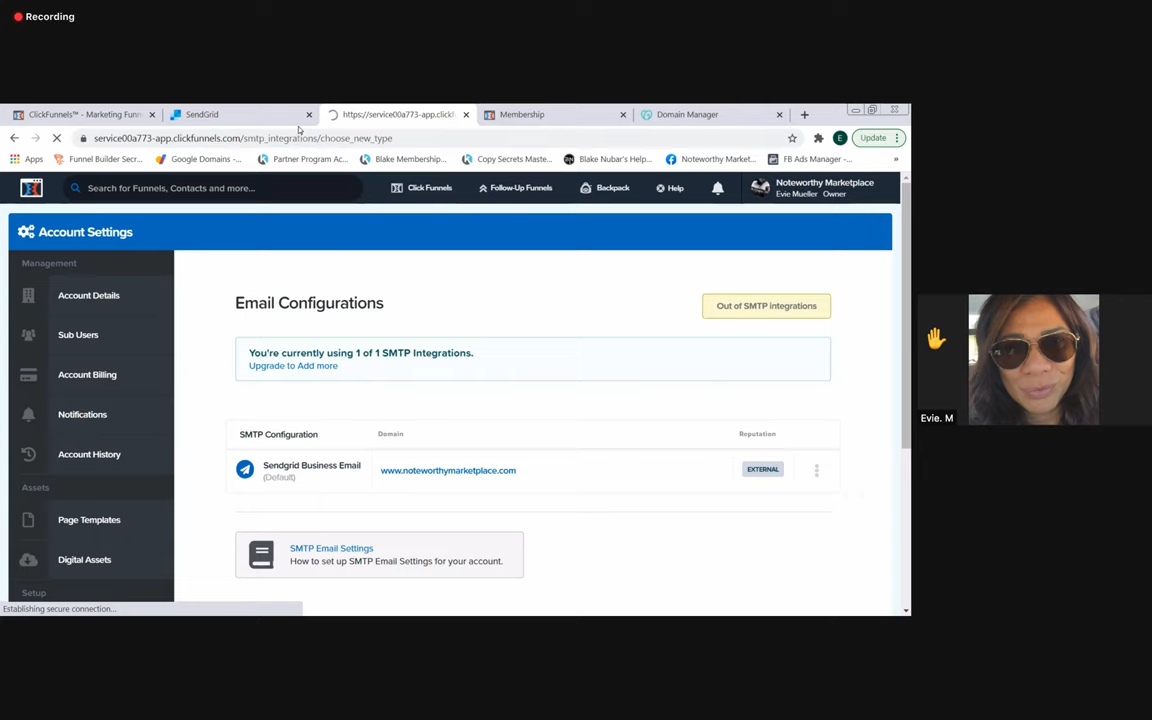 Recording
ClickFunnels™ - Marketing Funn
SendGrid
https://service00a773-app.clickfu
Membership
Domain Manager
service00a773-app.clickfunnels.com/smtp_integrations/choose_new_type
Update
Apps
Funnel Builder Secr...
Google Domains -...
Partner Program Ac...
Blake Membership...
Copy Secrets Maste...
Blake Nubar's Help...
Noteworthy Market...
FB Ads Manager -...
»
Search for Funnels, Contacts and more...
Click Funnels
Follow-Up Funnels
Backpack
Help
Noteworthy Marketplace
Evie Mueller Owner
Account Settings
Management
Account Details
Sub Users
Account Billing
Notifications
Account History
Assets
Page Templates
Digital Assets
Setup
Email Configurations
Out of SMTP integrations
You're currently using 1 of 1 SMTP Integrations.
Upgrade to Add more
SMTP Configuration
Domain
Reputation
Sendgrid Business Email
(Default)
www.noteworthymarketplace.com
EXTERNAL
SMTP Email Settings
How to set up SMTP Email Settings for your account.
Establishing secure connection...
Evie. M